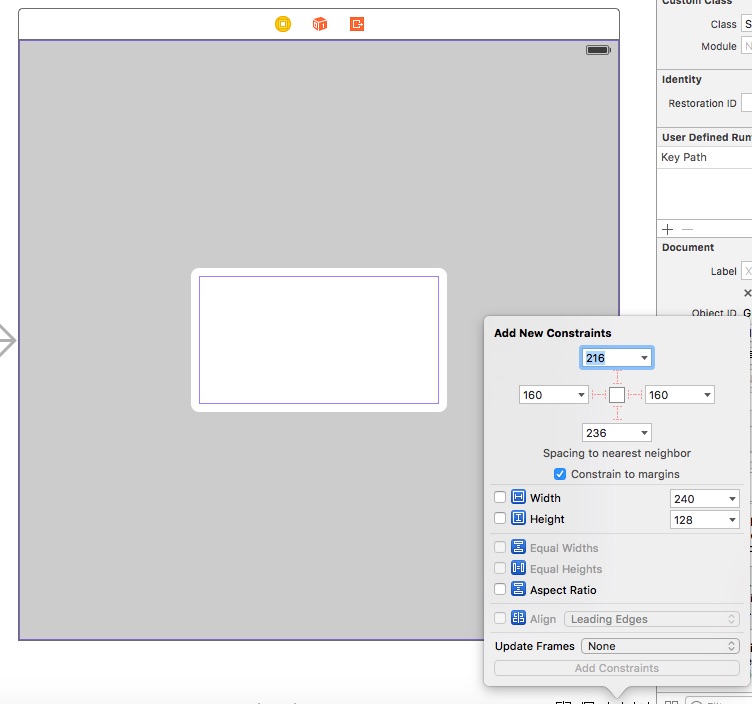 Custom Class
Class S
Module N
Identity
Restoration ID
User Defined Run
Key Path
Document
Label X
Object ID G
Add New Constraints
216
160 160
236
Spacing to nearest neighbor
Constrain to margins
Width 240
Height 128
Equal Widths
Equal Heights
Aspect Ratio
Align Leading Edges
Update Frames None
Add Constraints